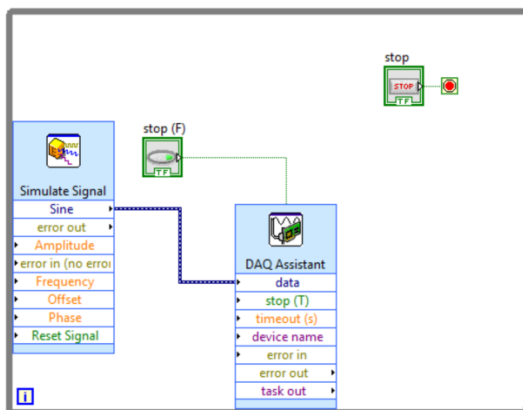 stop
STOP
TF
stop (F)
TF
Simulate Signal
Sine
error out
Amplitude
error in (no erro
Frequency
Offset
Phase
Reset Signal
DAQ Assistant
data
stop (T)
timeout (s)
device name
error in
error out
task out
i